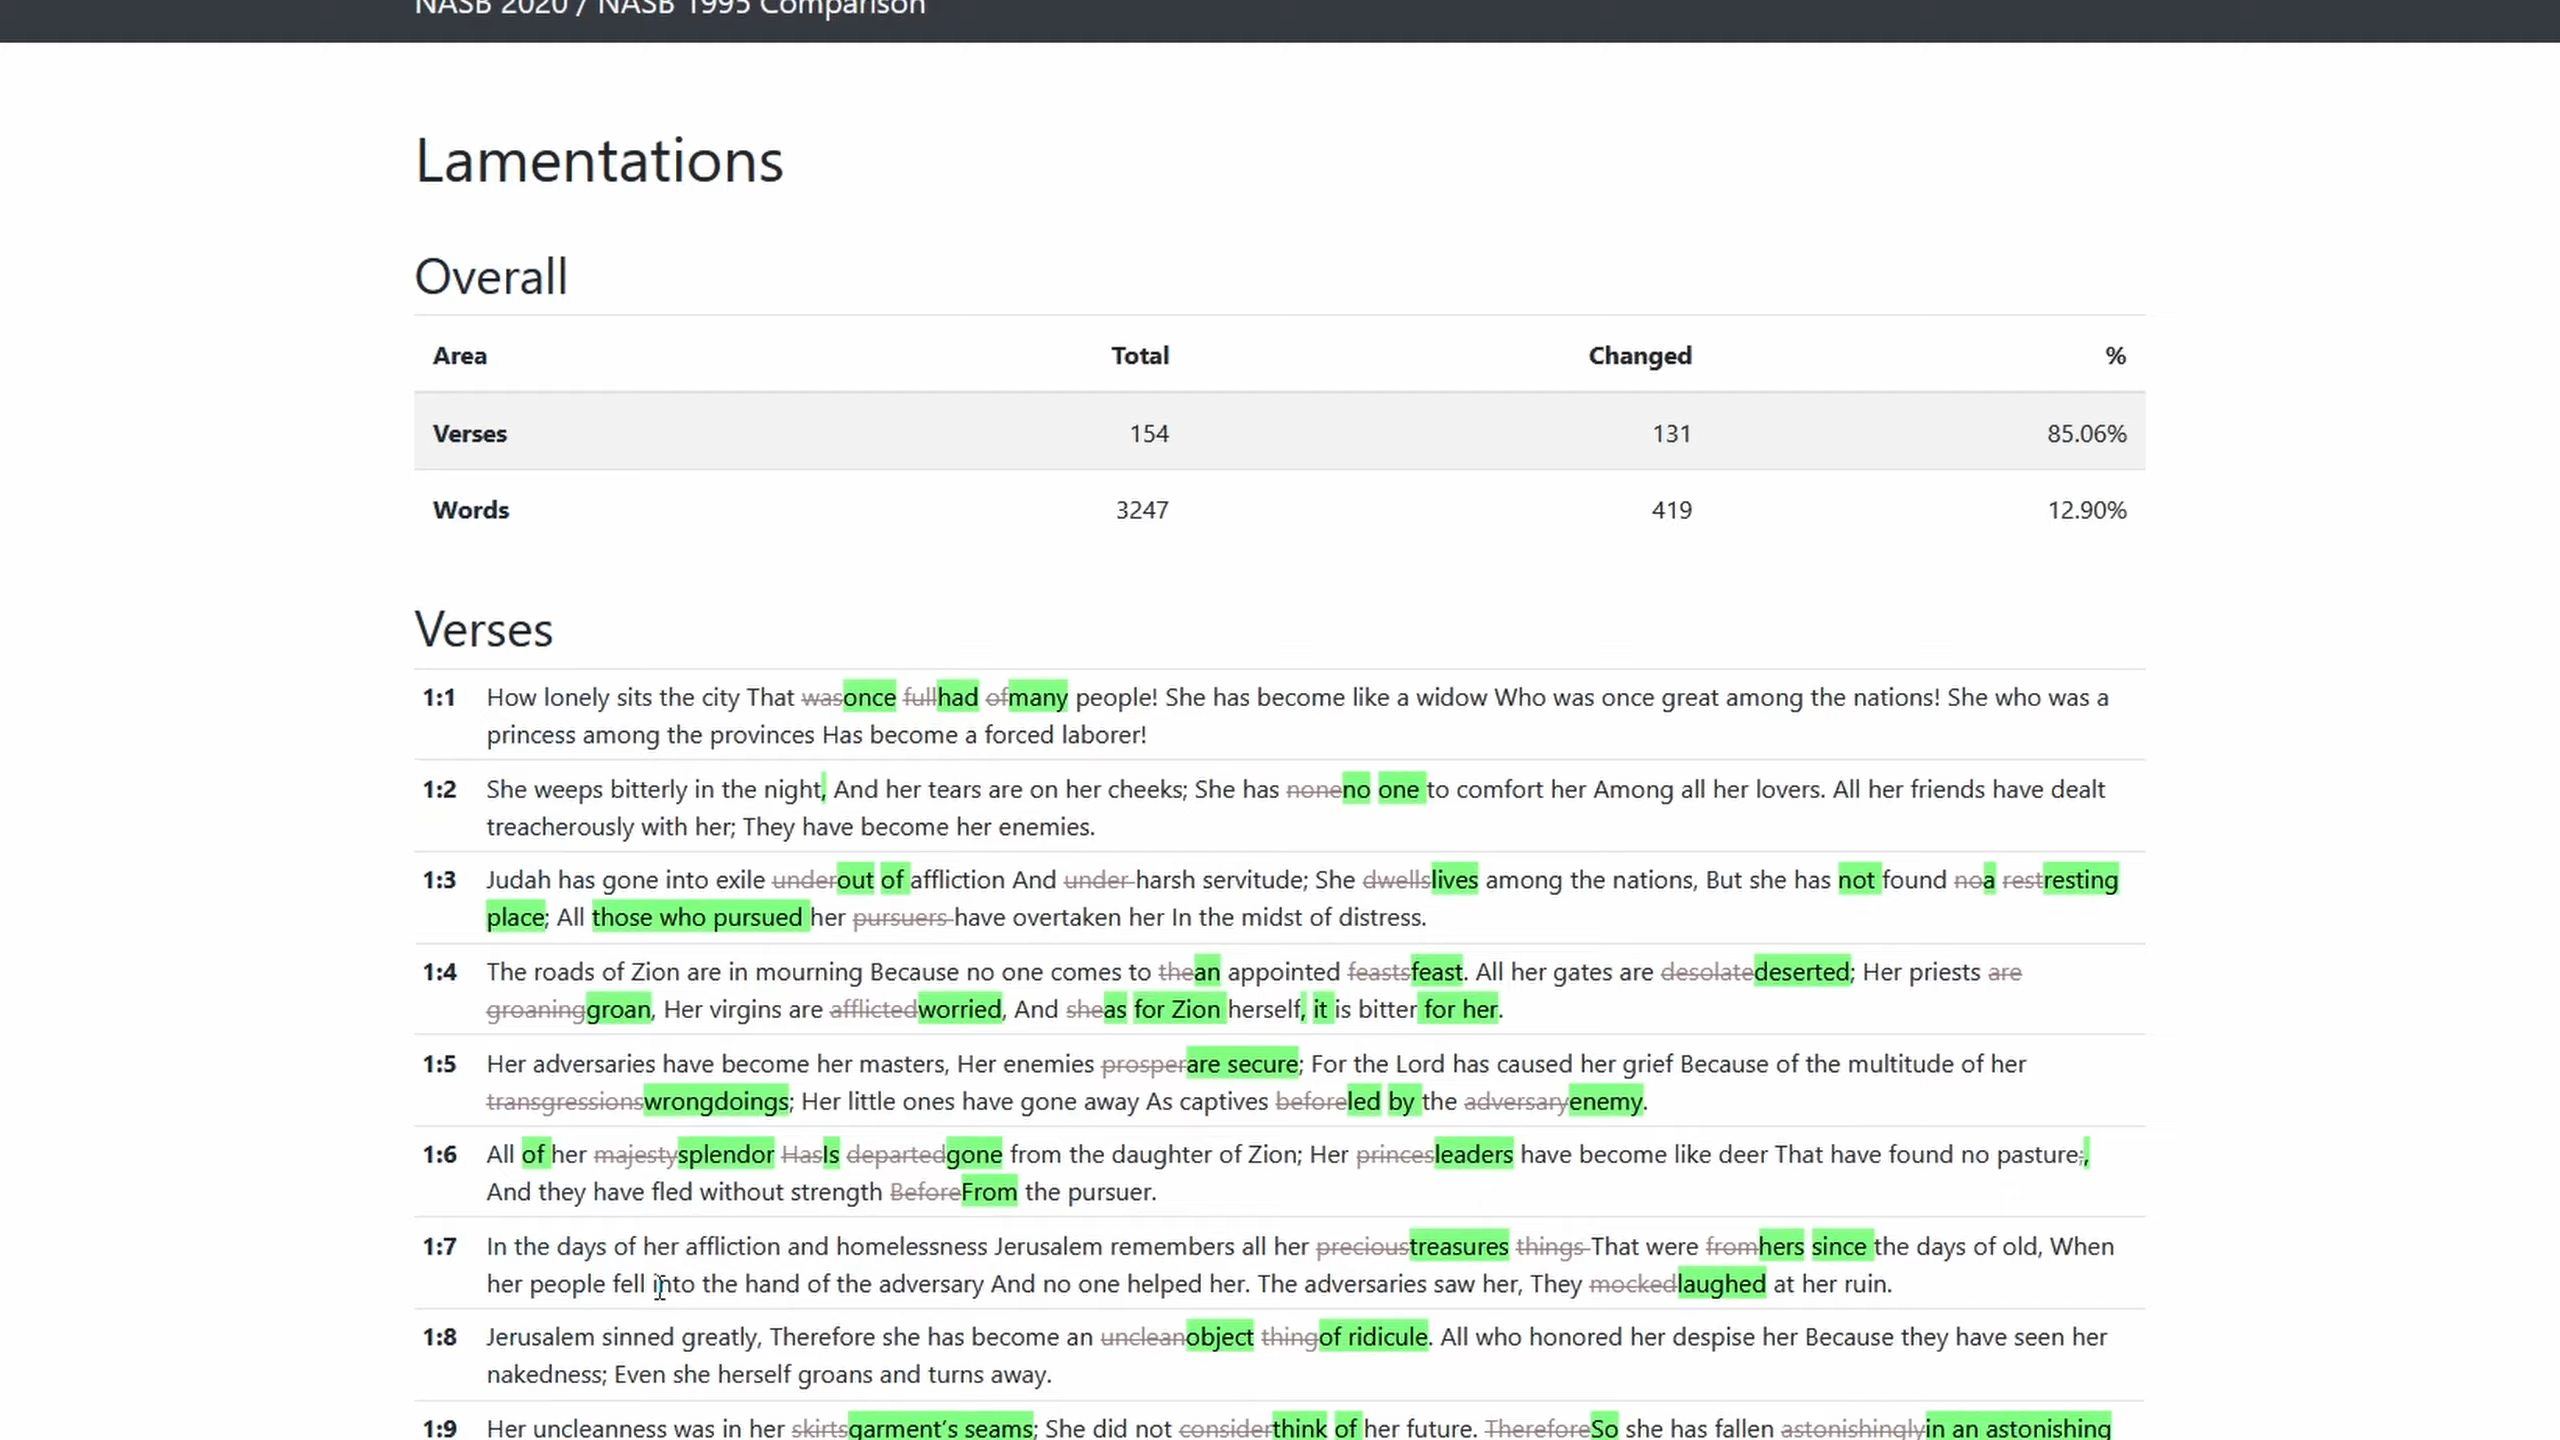 NASB 2020 / NASB 1995 Comparison
Lamentations
Overall
Area Total Changed %
Verses 154 131 85.06%
Words 3247 419 12.90%
Verses
1:1 How lonely sits the city That wasonce fullhad ofmany people! She has become like a widow Who was once great among the nations! She who was a
princess among the provinces Has become a forced laborer!
1:2 She weeps bitterly in the night, And her tears are on her cheeks; She has noneno one to comfort her Among all her lovers. All her friends have dealt
treacherously with her; They have become her enemies.
1:3 Judah has gone into exile underout of affliction And under harsh servitude; She dwellslives among the nations, But she has not found noa restresting
place; All those who pursued her pursuers have overtaken her In the midst of distress.
1:4 The roads of Zion are in mourning Because no one comes to thean appointed feastsfeast. All her gates are desolatedeserted; Her priests are
groaninggroan, Her virgins are afflictedworried, And sheas for Zion herself, it is bitter for her.
1:5 Her adversaries have become her masters, Her enemies prosperare secure; For the Lord has caused her grief Because of the multitude of her
transgressionswrongdoings; Her little ones have gone away As captives beforeled by the adversaryenemy.
1:6 All of her majestysplendor HasIs departedgone from the daughter of Zion; Her princesleaders have become like deer That have found no pasture;,
And they have fled without strength BeforeFrom the pursuer.
1:7 In the days of her affliction and homelessness Jerusalem remembers all her precioustreasures things That were fromhers since the days of old, When
her people fell into the hand of the adversary And no one helped her. The adversaries saw her, They mockedlaughed at her ruin.
1:8 Jerusalem sinned greatly, Therefore she has become an uncleanobject thingof ridicule. All who honored her despise her Because they have seen her
nakedness; Even she herself groans and turns away.
1:9 Her uncleanness was in her skirtsgarment's seams; She did not considerthink of her future. ThereforeSo she has fallen astonishinglyin an astonishing